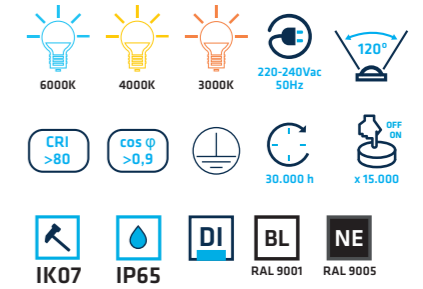 120°
6000K
4000K
3000K
220-240Vac
50Hz
CRI
>80
cos φ
>0,9
OFF
ON
30.000 h
x 15.000
DI
BL
NE
IK07
IP65
RAL 9001
RAL 9005